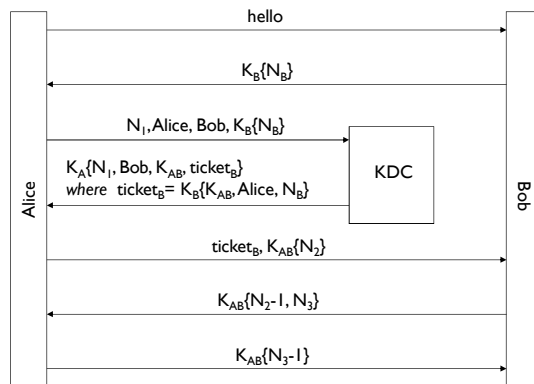 hello
K_B{N_B}
N_1, Alice, Bob, K_B{N_B}
K_A{N_1, Bob, K_AB, ticket_B}
where ticket_B= K_B{K_AB, Alice, N_B}
KDC
Alice
Bob
ticket_B, K_AB{N_2}
K_AB{N_2-1, N_3}
K_AB{N_3-1}